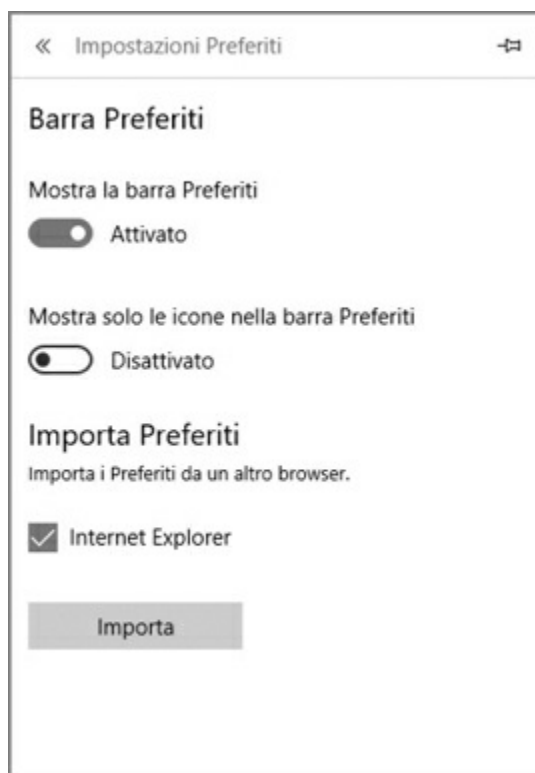 Impostazioni Preferiti
Barra Preferiti
Mostra la barra Preferiti
Attivato
Mostra solo le icone nella barra Preferiti
Disattivato
Importa Preferiti
Importa i Preferiti da un altro browser.
Internet Explorer
Importa